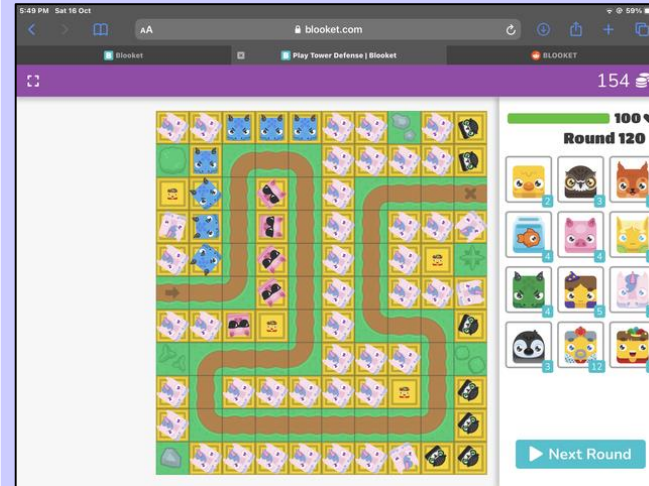 5:49 PM Sat 16 Oct
59%
AA
blooket.com
Blooket
Play Tower Defense | Blooket
BLOOKET
154
100
Round 120
2
3
4
4
4
5
3
12
Next Round